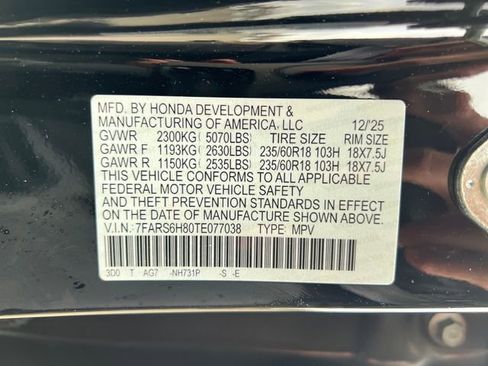 MFD. BY HONDA DEVELOPMENT &
MANUFACTURING OF AMERICA, LLC 12/'25
GVWR 2300KG( 5070LBS) TIRE SIZE RIM SIZE
GAWR F 1193KG( 2630LBS) 235/60R18 103H 18X7.5J
GAWR R 1150KG( 2535LBS) 235/60R18 103H 18X7.5J
THIS VEHICLE CONFORMS TO ALL APPLICABLE
FEDERAL MOTOR VEHICLE SAFETY
AND THEFT PREVENTION STANDARDS IN EFFECT
ON THE DATE OF MANUFACTURE SHOWN ABOVE.
V.I.N.: 7FARS6H80TE077038 TYPE: MPV
3D0 T AG7 -NH731P -S -E